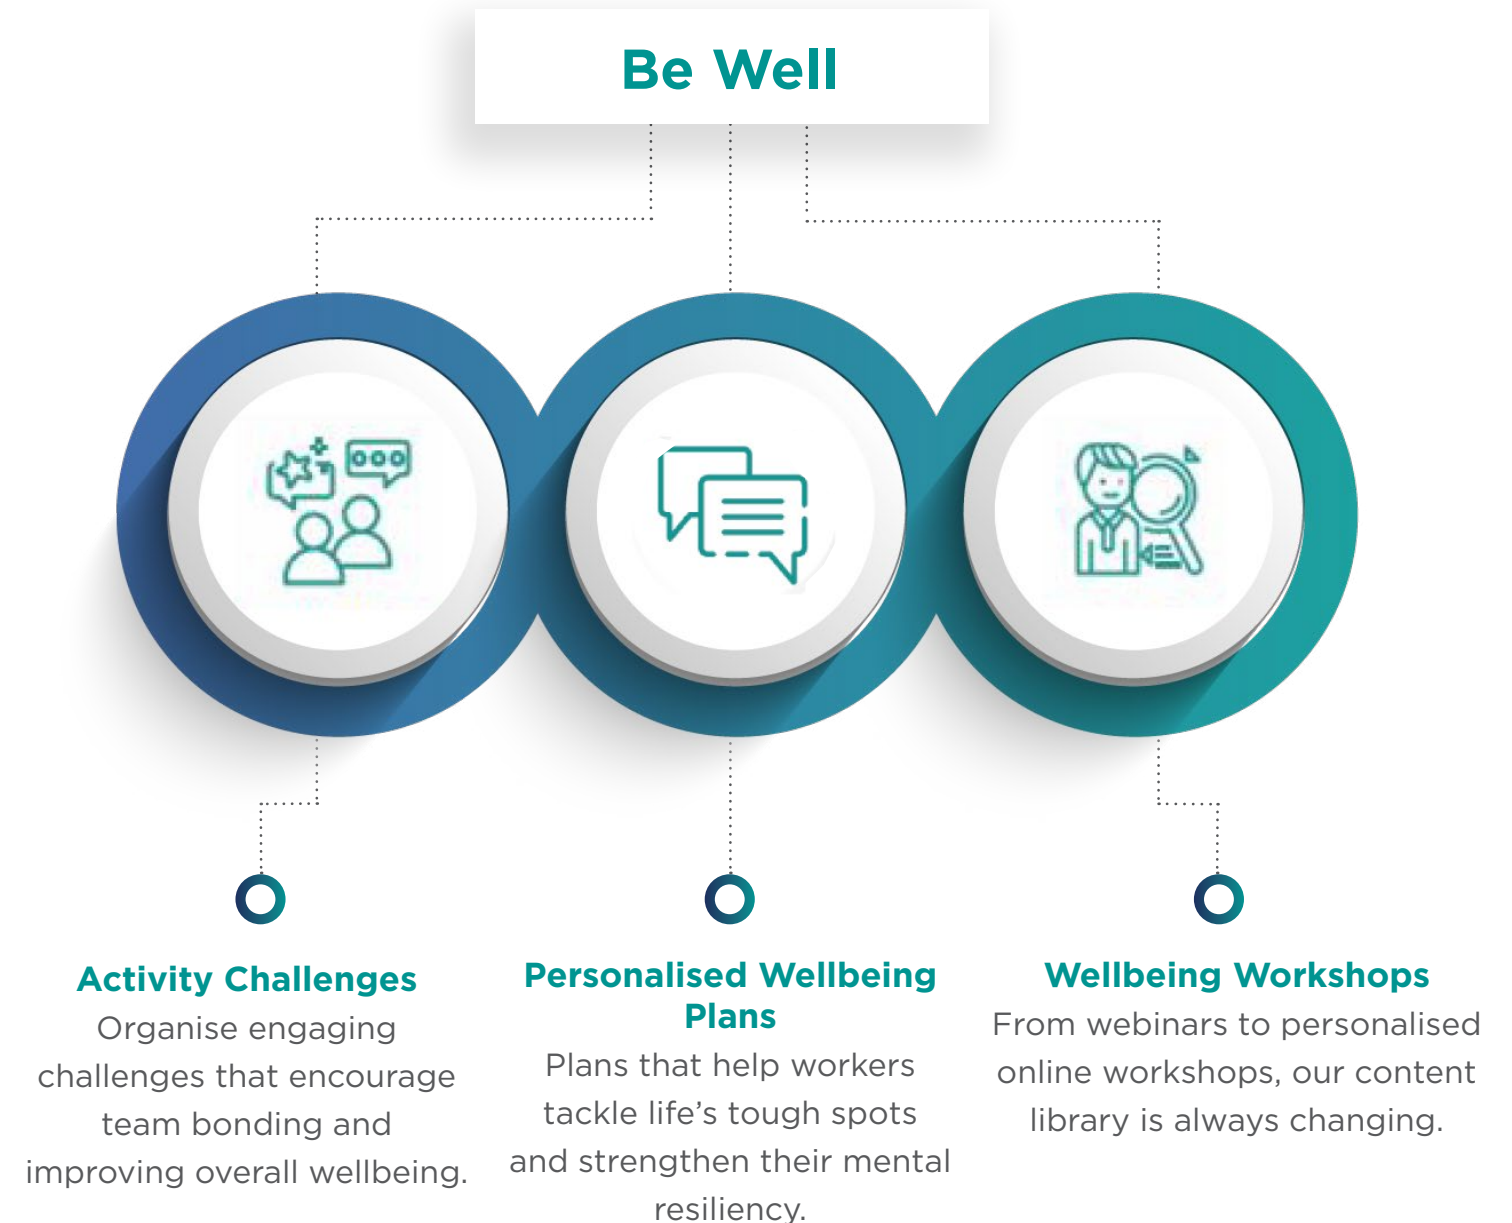 Be Well
Activity Challenges
Organise engaging
challenges that encourage
team bonding and
improving overall wellbeing.
Personalised Wellbeing
Plans
Plans that help workers
tackle life’s tough spots
and strengthen their mental
resiliency.
Wellbeing Workshops
From webinars to personalised
online workshops, our content
library is always changing.